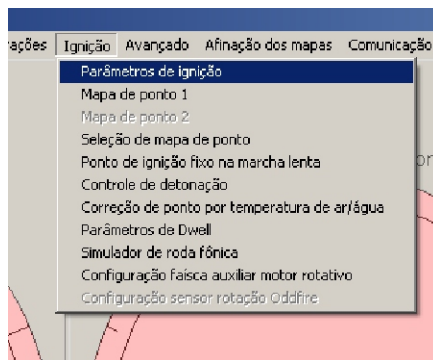 ações Ignição Avançado Afinação dos mapas Comunicação
Parâmetros de ignição
Mapa de ponto 1
Mapa de ponto 2
Seleção de mapa de ponto
Ponto de ignição fixo na marcha lenta
Controle de detonação
Correção de ponto por temperatura de ar/água
Parâmetros de Dwell
Simulador de roda fônica
Configuração faísca auxiliar motor rotativo
Configuração sensor rotação Oddfire